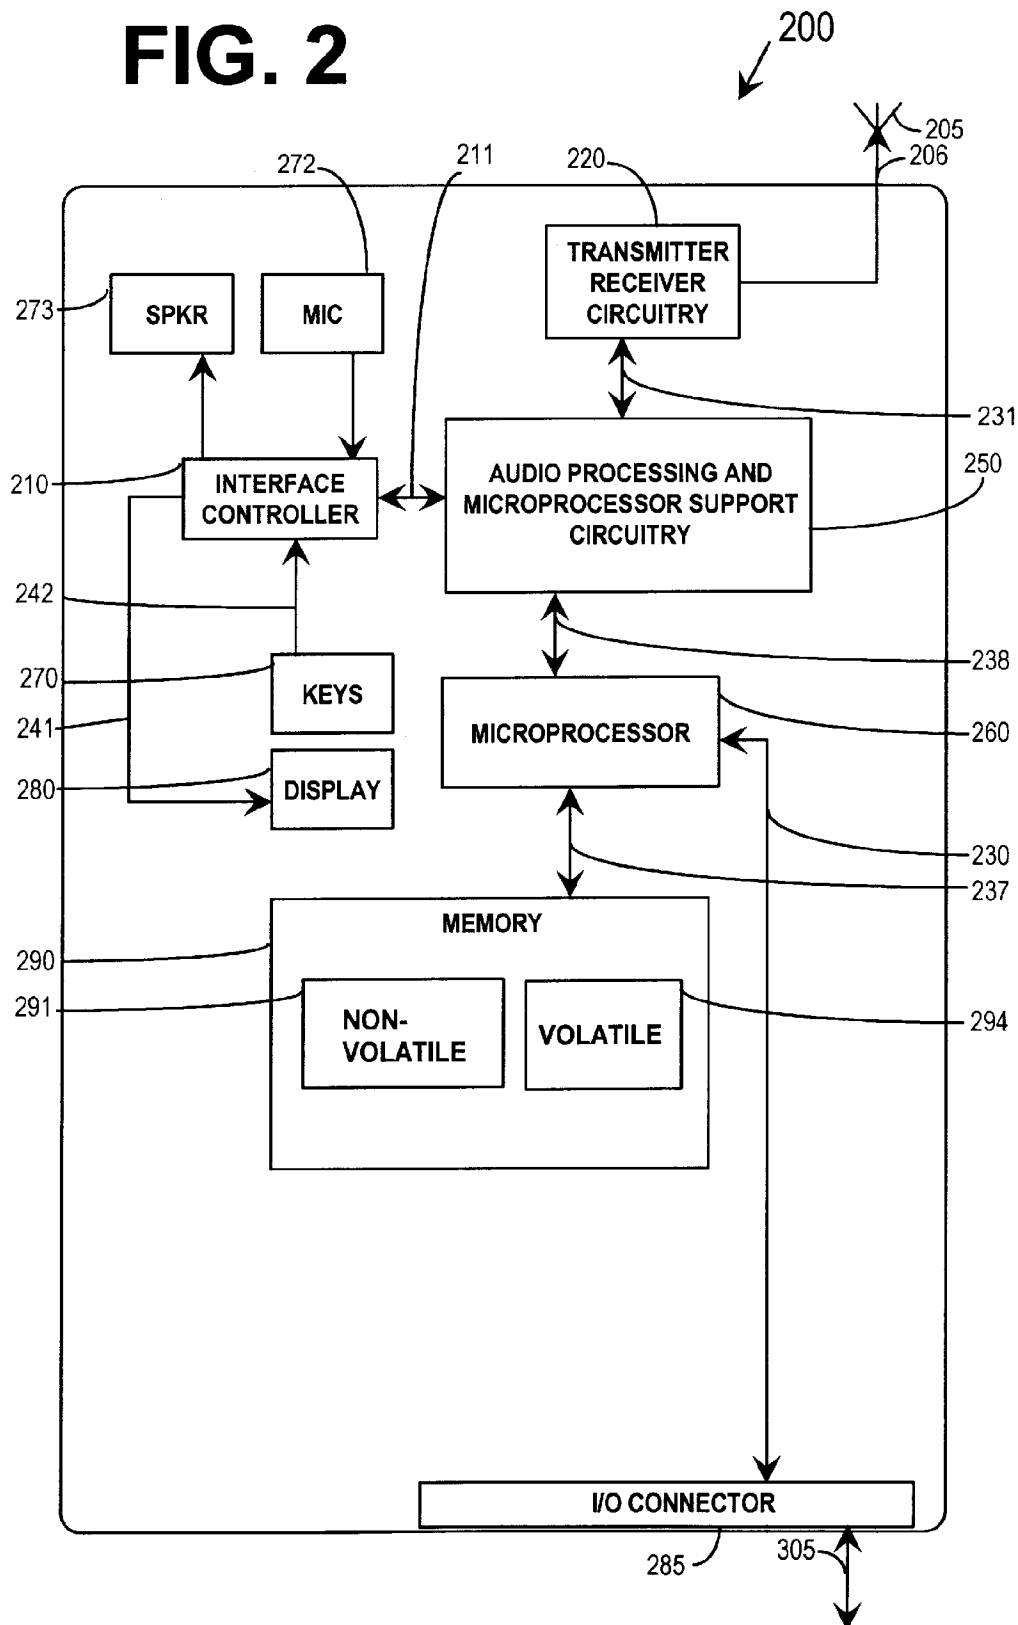 FIG. 2
200
205
206
211
220
272
273
SPKR
MIC
TRANSMITTER
RECEIVER
CIRCUITRY
231
210
INTERFACE
CONTROLLER
AUDIO PROCESSING AND
MICROPROCESSOR SUPPORT
CIRCUITRY
250
242
238
270
KEYS
241
MICROPROCESSOR
260
280
DISPLAY
230
237
MEMORY
290
291
NON-
VOLATILE
VOLATILE
294
I/O CONNECTOR
285
305